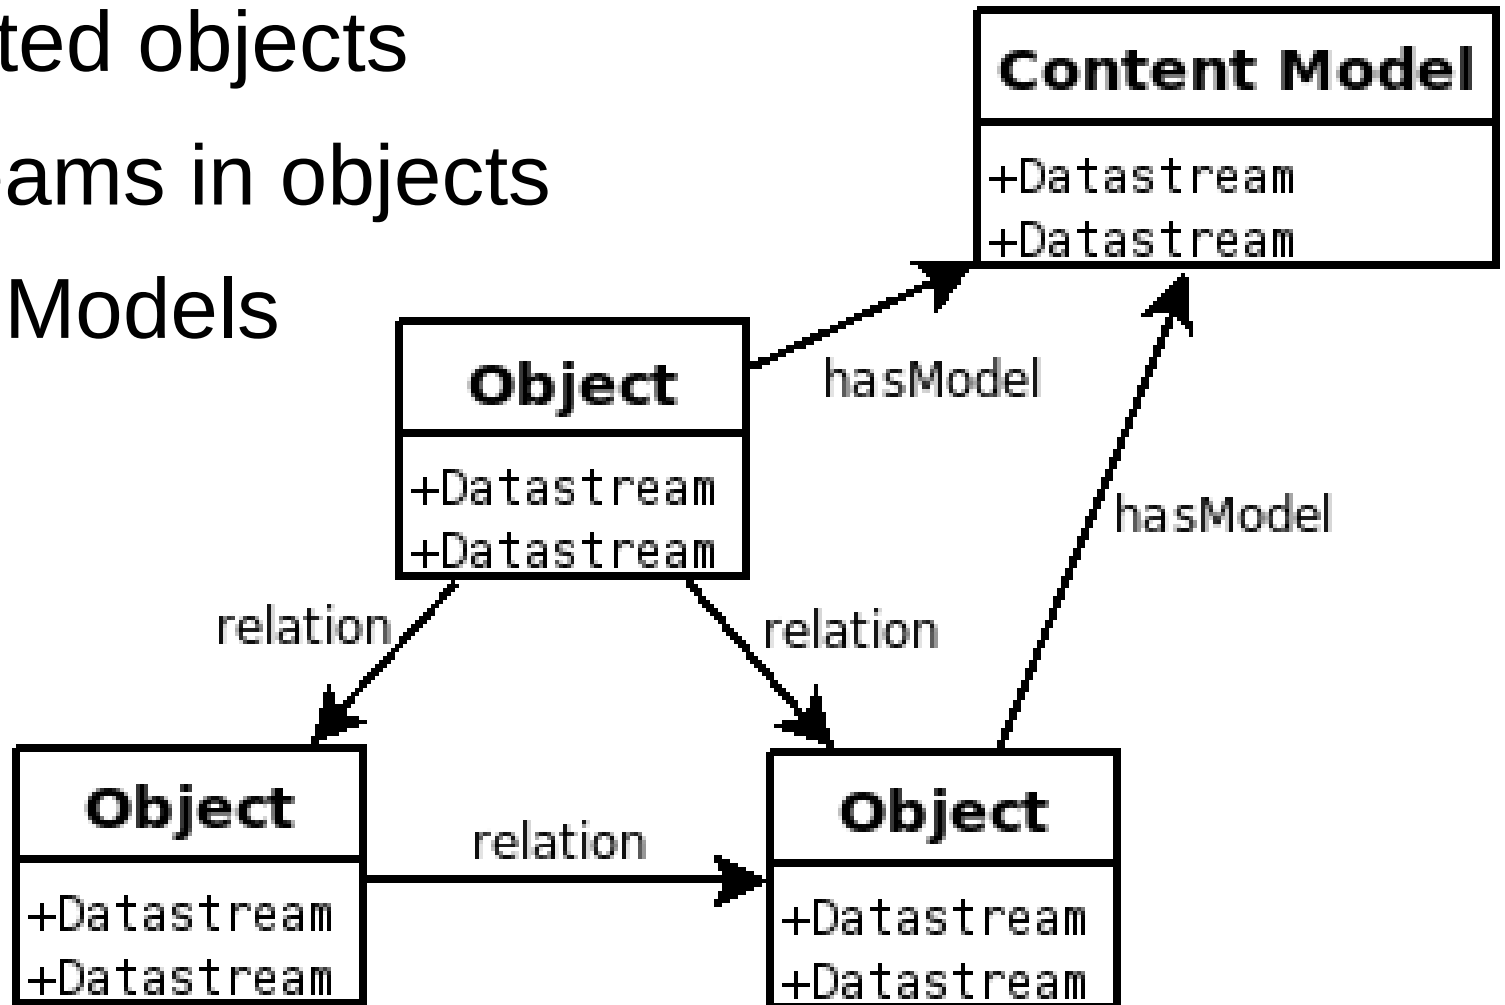 ted objects
eams in objects
Models
Content Model
+Datastream
+Datastream
hasModel
Object
+Datastream
+Datastream
hasModel
relation
relation
Object
+Datastream
+Datastream
relation
Object
+Datastream
+Datastream